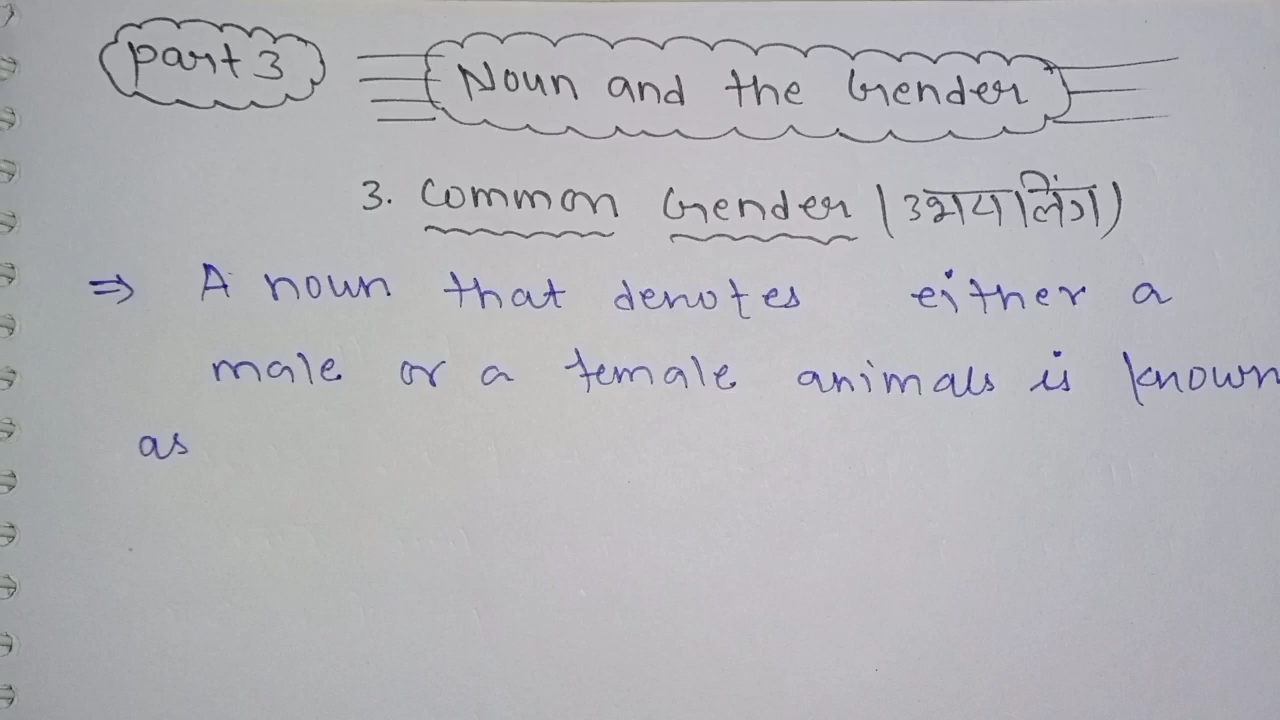 part 3
Noun and the Gender
3. Common Gender (उभयलिंग)
⇒ A noun that denotes either a
male or a female animals is known
as